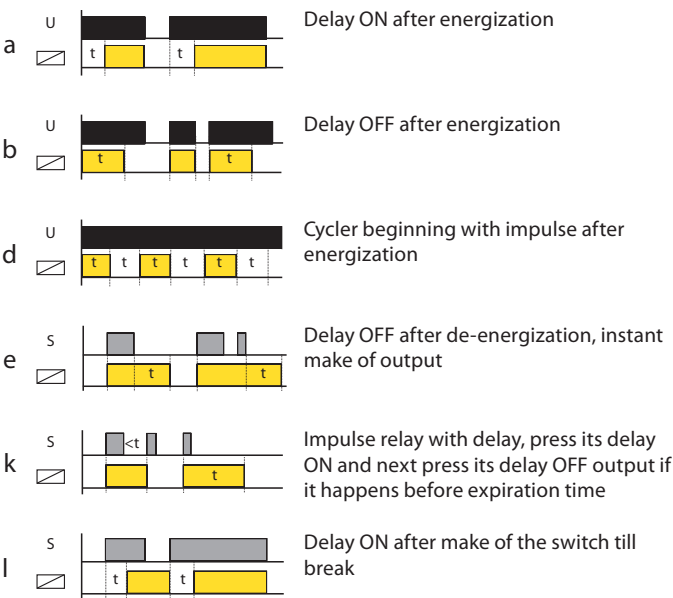 a
U
t
t
Delay ON after energization
b
U
t
t
Delay OFF after energization
d
U
t t t t t t
Cycler beginning with impulse after
energization
e
S
t
t
Delay OFF after de-energization, instant
make of output
k
S
<t
t
Impulse relay with delay, press its delay
ON and next press its delay OFF output if
it happens before expiration time
l
S
t
t
Delay ON after make of the switch till
break